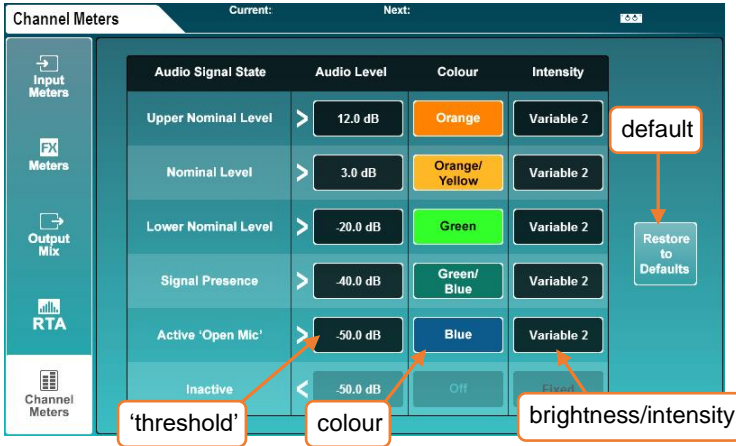 Channel Meters
Current:
Next:
Input
Meters
FX
Meters
Output
Mix
RTA
Channel
Meters
Audio Signal State Audio Level Colour Intensity
Upper Nominal Level > 12.0 dB Orange Variable 2
Nominal Level > 3.0 dB Orange/
Yellow Variable 2
Lower Nominal Level > -20.0 dB Green Variable 2
Signal Presence > -40.0 dB Green/
Blue Variable 2
Active ‘Open Mic’ > -50.0 dB Blue Variable 2
Inactive < -50.0 dB Off Fixed
default
Restore
to
Defaults
‘threshold’
colour
brightness/intensity